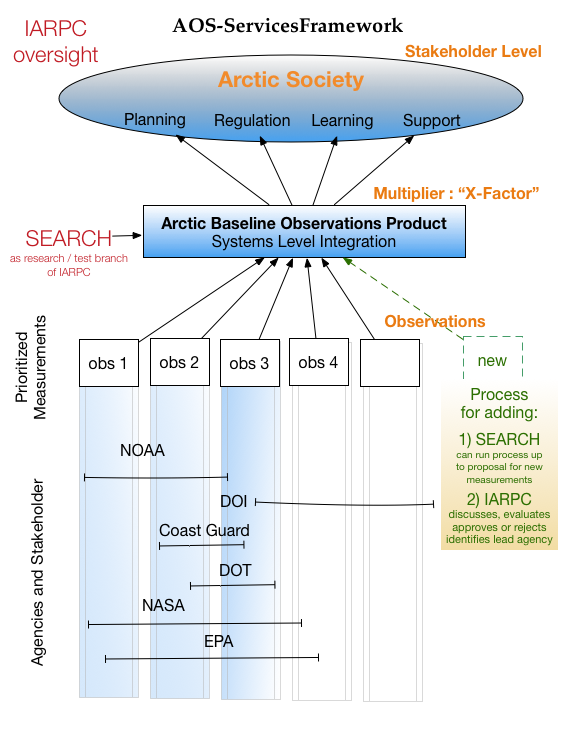 AOS-ServicesFramework
IARPC
oversight
Stakeholder Level
Arctic Society
Planning
Regulation
Learning
Support
Multiplier : “X-Factor”
Arctic Baseline Observations Product
Systems Level Integration
SEARCH
as research / test branch
of IARPC
Observations
Prioritized
Measurements
obs 1
obs 2
obs 3
obs 4
new
Process
for adding:
1) SEARCH
can run process up
to proposal for new
measurements
2) IARPC
discusses, evaluates
approves or rejects
identifies lead agency
Agencies and Stakeholder
NOAA
DOI
Coast Guard
DOT
NASA
EPA